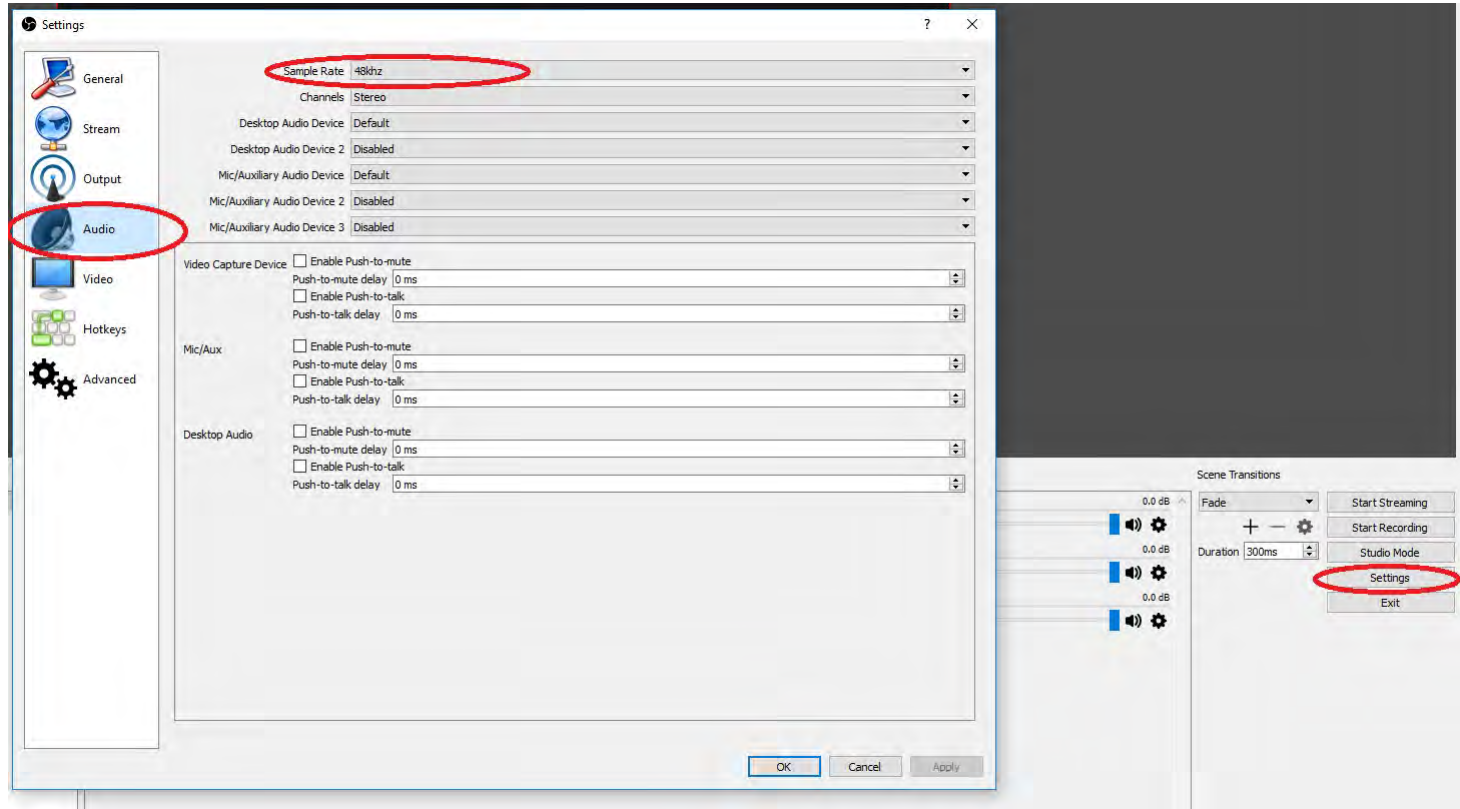 Settings
?
General
Stream
Output
Audio
Video
Hotkeys
Advanced
Sample Rate 48khz
Channels Stereo
Desktop Audio Device Default
Desktop Audio Device 2 Disabled
Mic/Auxiliary Audio Device Default
Mic/Auxiliary Audio Device 2 Disabled
Mic/Auxiliary Audio Device 3 Disabled
Video Capture Device Enable Push-to-mute
Push-to-mute delay 0 ms
Enable Push-to-talk
Push-to-talk delay 0 ms
Mic/Aux Enable Push-to-mute
Push-to-mute delay 0 ms
Enable Push-to-talk
Push-to-talk delay 0 ms
Desktop Audio Enable Push-to-mute
Push-to-mute delay 0 ms
Enable Push-to-talk
Push-to-talk delay 0 ms
OK Cancel Apply
0.0 dB
0.0 dB
0.0 dB
Scene Transitions
Fade
Duration 300ms
Start Streaming
Start Recording
Studio Mode
Settings
Exit